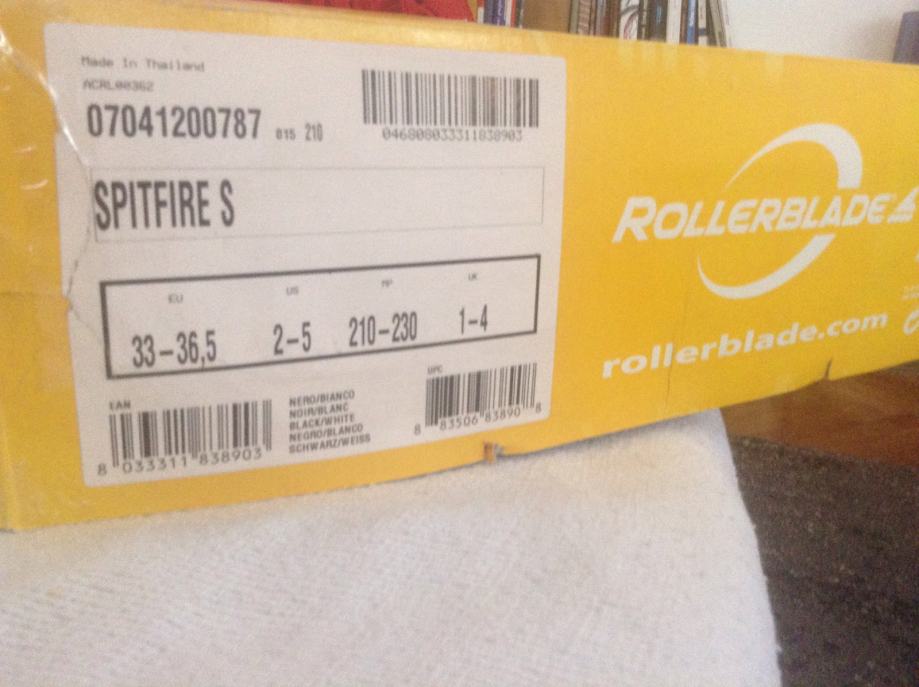 Made In Thailand
ACRL00362
07041200787 015 210
046808033311838903
SPITFIRE S
EU US MP UK
33-36,5 2-5 210-230 1-4
EAN
8 033311 838903
NERO/BIANCO
NOIR/BLANC
BLACK/WHITE
NEGRO/BLANCO
SCHWARZ/WEISS
UPC
8 83506 83890 8
ROLLERBLADE
rollerblade.com